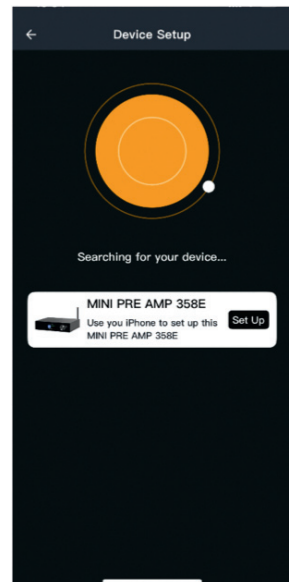 Device Setup
Searching for your device...
MINI PRE AMP 358E
Use you iPhone to set up this
MINI PRE AMP 358E
Set Up